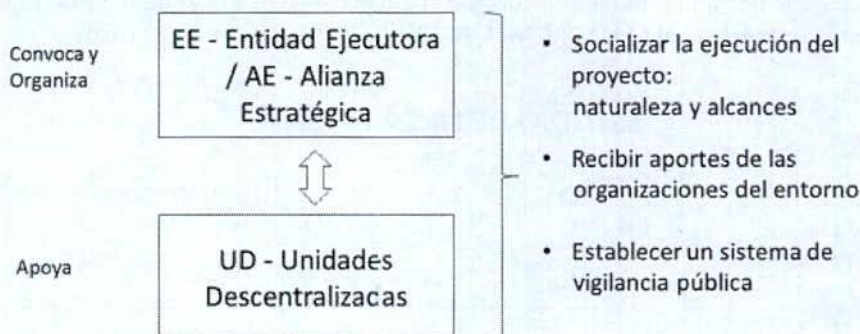 Convoca y
Organiza
EE - Entidad Ejecutora
/ AE - Alianza
Estratégica
Apoya
UD - Unidades
Descentralizacas
• Socializar la ejecución del
proyecto:
naturaleza y alcances
• Recibir aportes de las
organizaciones del entorno
• Establecer un sistema de
vigilancia pública